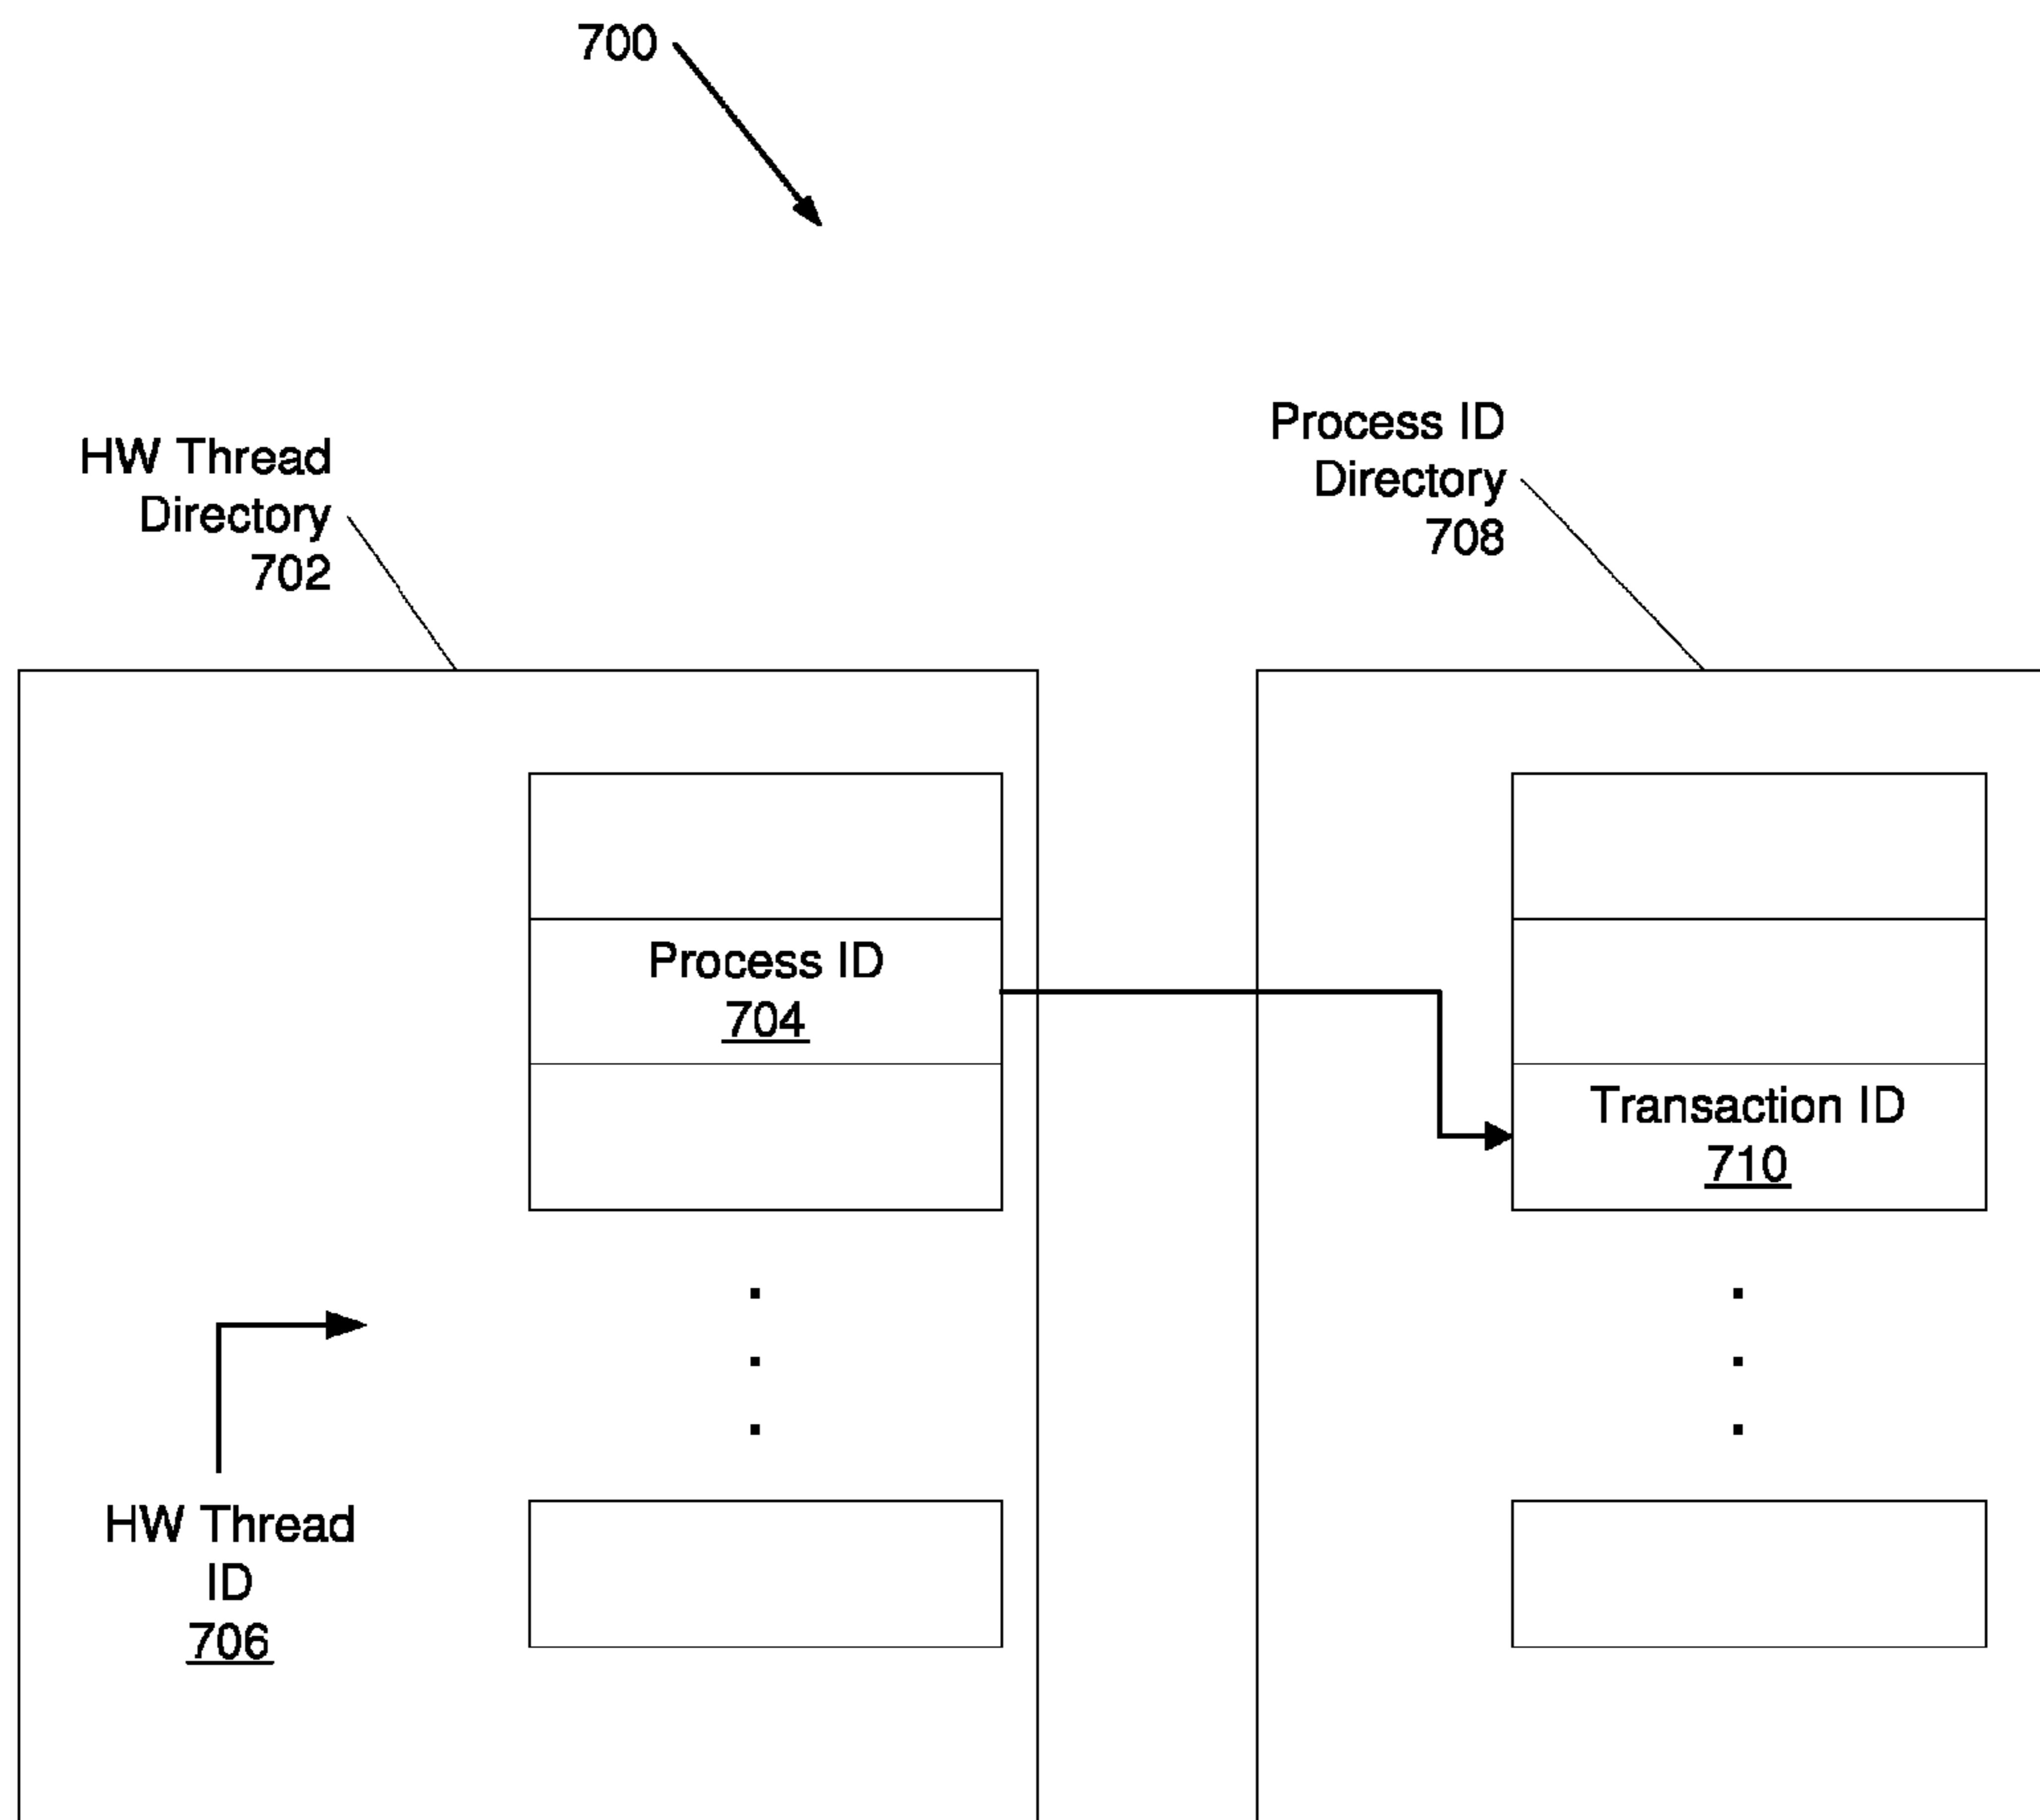 700
HW Thread
Directory
702
Process ID
Directory
708
Process ID
704
Transaction ID
710
HW Thread
ID
706